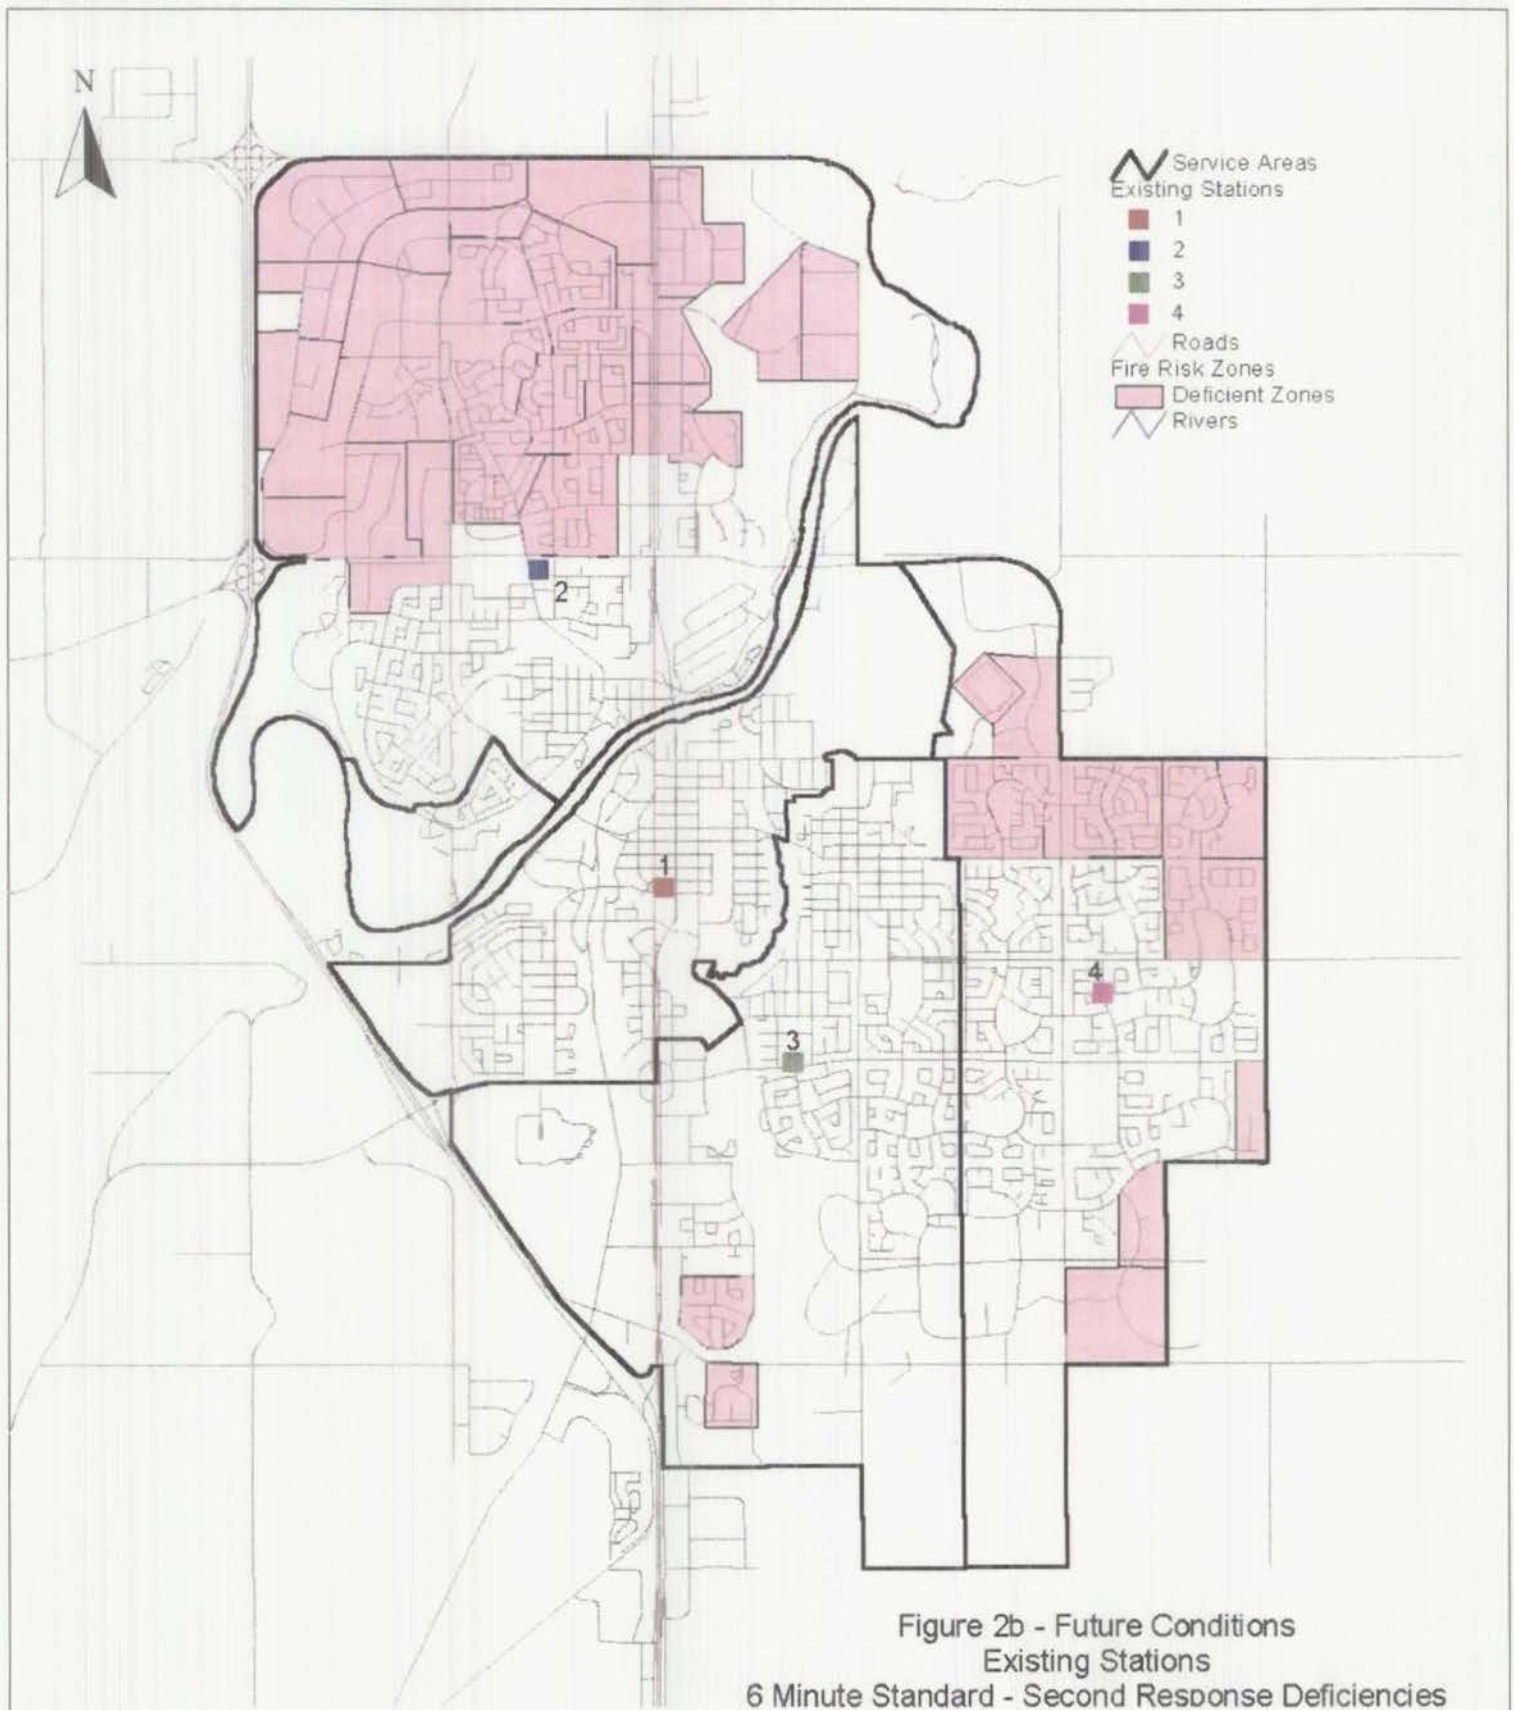 N
Service Areas
Existing Stations
1
2
3
4
Roads
Fire Risk Zones
Deficient Zones
Rivers
2
1
4
3
Figure 2b - Future Conditions
Existing Stations
6 Minute Standard - Second Response Deficiencies